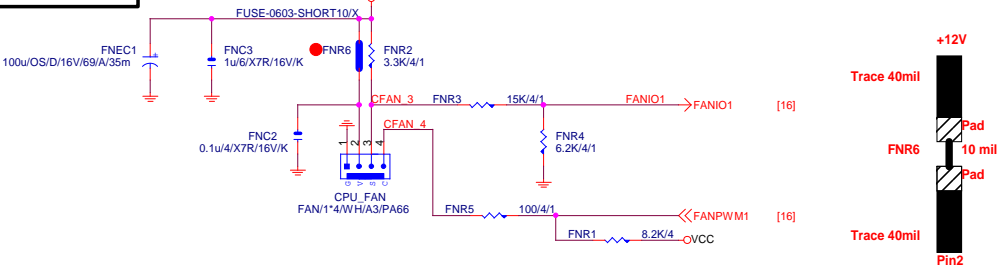 FUSE-0603-SHORT10/X
FNEC1
100u/OS/D/16V/69/A/35m
FNC3
1u/6/X7R/16V/K
FNR6
FNR2
3.3K/4/1
CFAN_3
FNR3
15K/4/1
FANIO1
FANIO1
[16]
CFAN_4
FNC2
0.1u/4/X7R/16V/K
FNR4
6.2K/4/1
1
2
3
4
G
V
S
C
CPU_FAN
FAN/1*4/WH/A3/PA66
FNR5
100/4/1
FANPWM1
[16]
FNR1
8.2K/4
VCC
+12V
Trace 40mil
Pad
FNR6
10 mil
Pad
Trace 40mil
Pin2